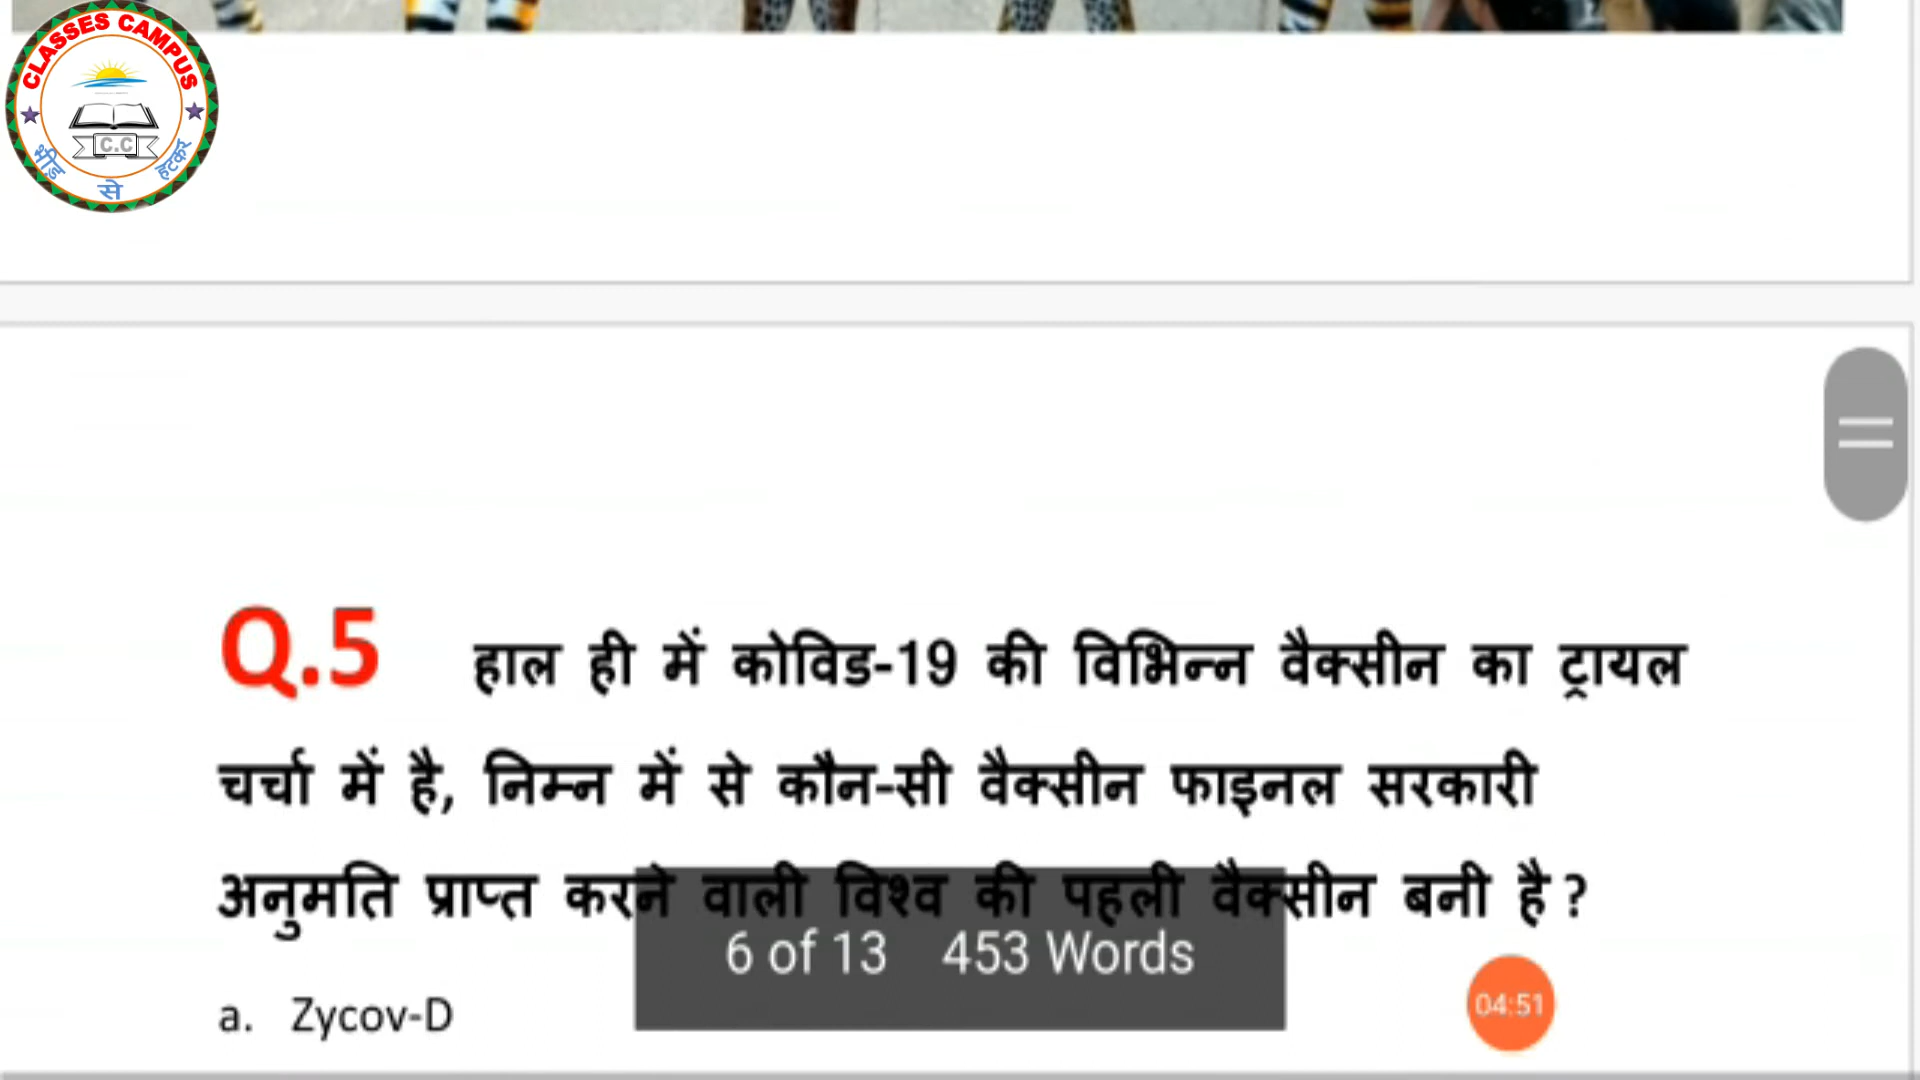 CLASSES CAMPUS
C.C
भीड़ से हटकर
Q.5 हाल ही में कोविड-19 की विभिन्न वैक्सीन का ट्रायल
चर्चा में है, निम्न में से कौन-सी वैक्सीन फाइनल सरकारी
अनुमति प्राप्त करने वाली विश्व की पहली वैक्सीन बनी है ?
6 of 13 453 Words
a. Zycov-D
04:51